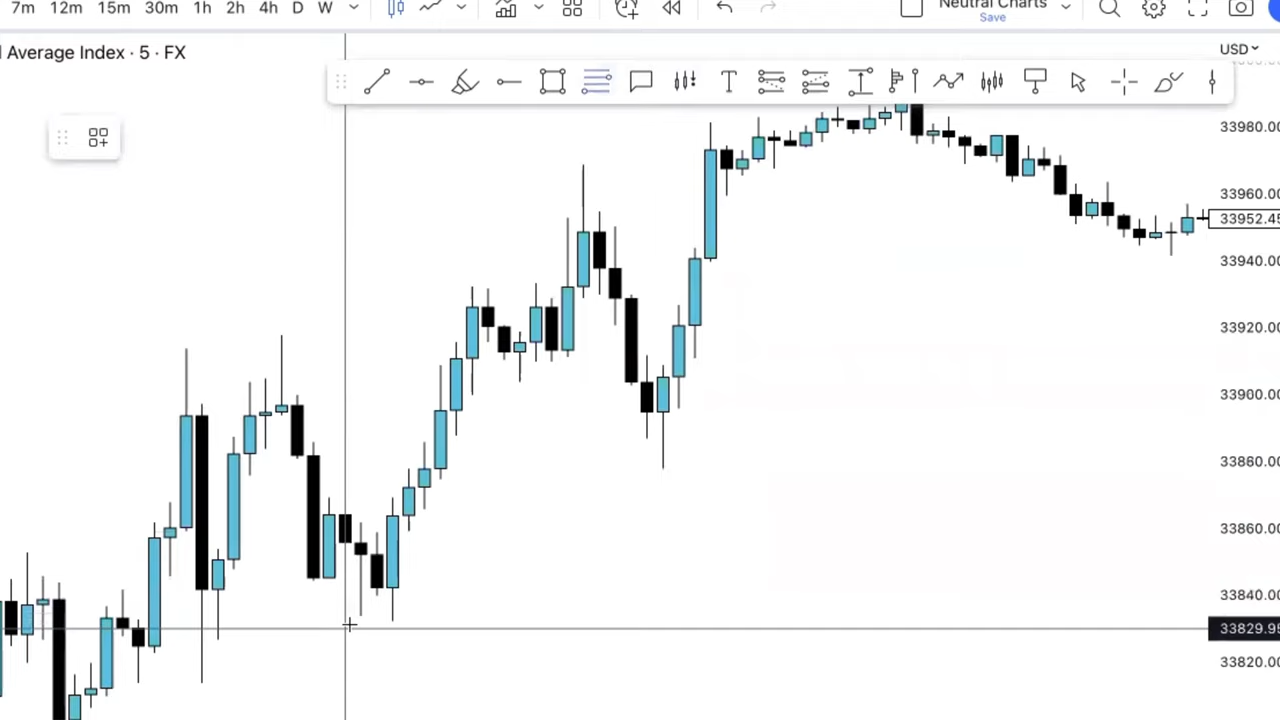 7m 12m 15m 30m 1h 2h 4h D W
Neutral Charts
Save
Average Index · 5 · FX
USD
T
33980.00
33960.00
33952.45
33940.00
33920.00
33900.00
33880.00
33860.00
33840.00
33829.95
33820.00